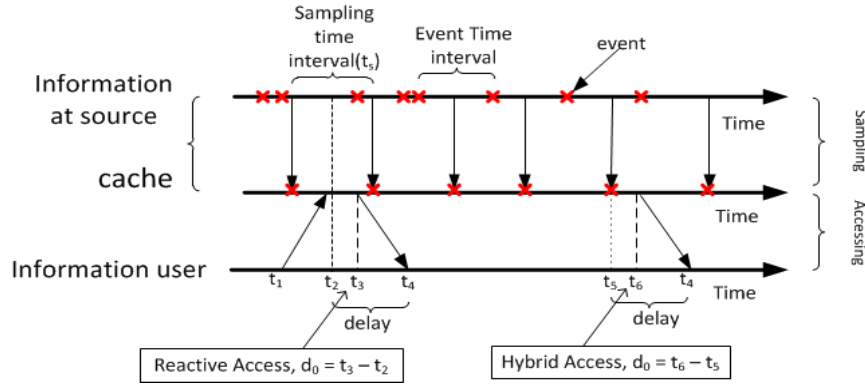 Sampling
time
interval(tₛ)
Event Time
interval
event
Information
at source
Time
Sampling
cache
Time
Accessing
Information user
t₁
t₂
t₃
t₄
t₅
t₆
t₄
Time
delay
delay
Reactive Access, d₀ = t₃ – t₂
Hybrid Access, d₀ = t₆ – t₅